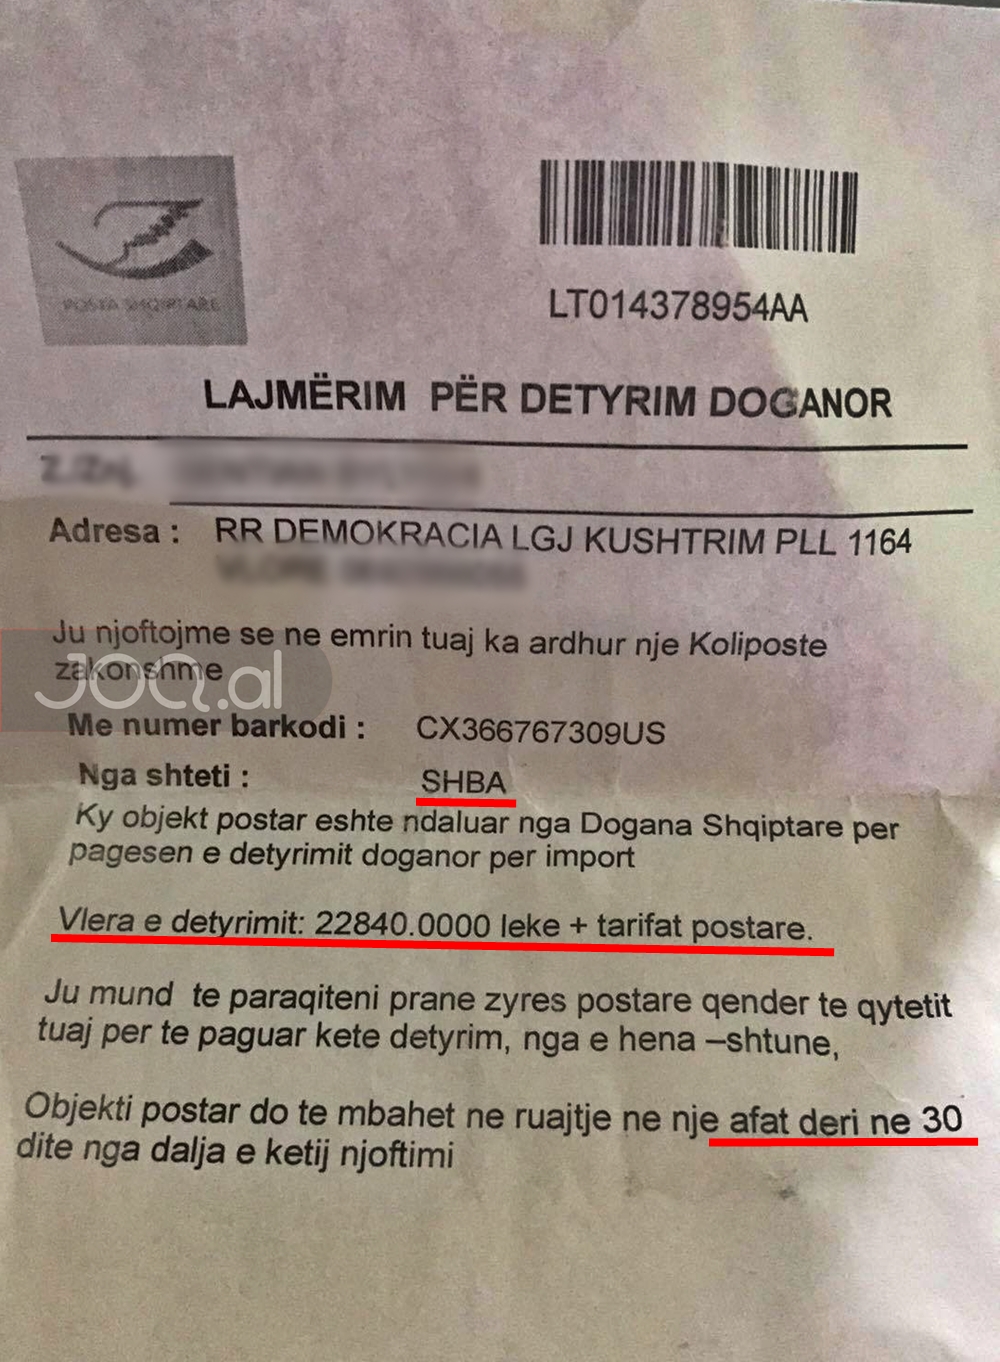 POSTA SHQIPTARE
LT014378954AA
LAJMËRIM PËR DETYRIM DOGANOR
Adresa : RR DEMOKRACIA LGJ KUSHTRIM PLL 1164
Ju njoftojme se ne emrin tuaj ka ardhur nje Koliposte
zakonshme
JOQ.al
Me numer barkodi : CX366767309US
Nga shteti : SHBA
Ky objekt postar eshte ndaluar nga Dogana Shqiptare per
pagesen e detyrimit doganor per import
Vlera e detyrimit: 22840.0000 leke + tarifat postare.
Ju mund te paraqiteni prane zyres postare qender te qytetit
tuaj per te paguar kete detyrim, nga e hena –shtune,
Objekti postar do te mbahet ne ruajtje ne nje afat deri ne 30
dite nga dalja e ketij njoftimi